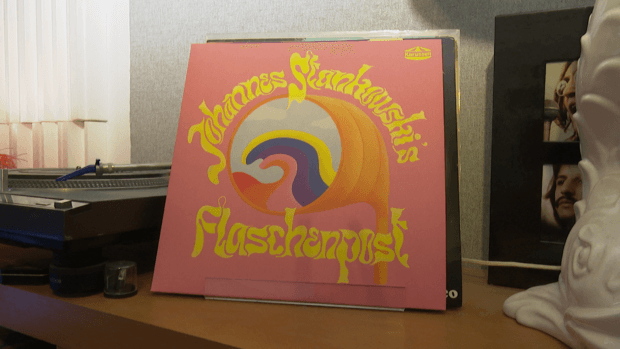 Johannes Stankowski's
Flaschenpost